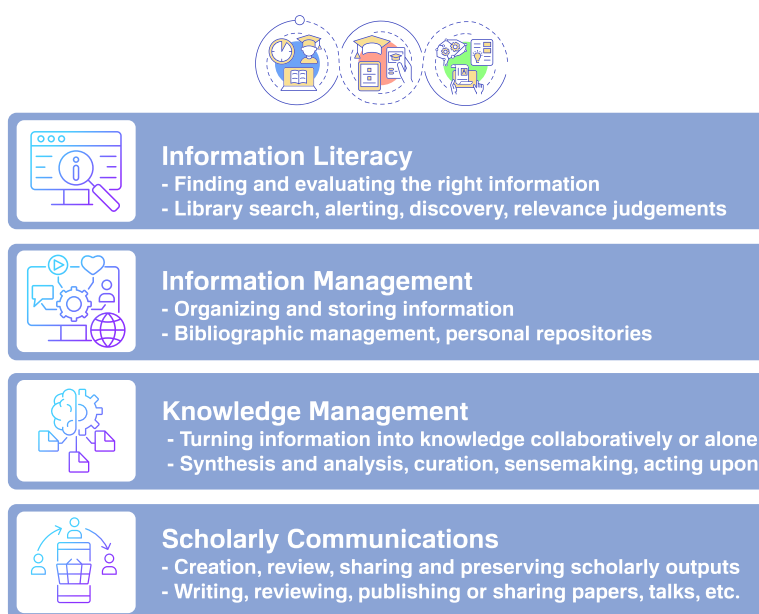 Information Literacy
- Finding and evaluating the right information
- Library search, alerting, discovery, relevance judgements
Information Management
- Organizing and storing information
- Bibliographic management, personal repositories
Knowledge Management
- Turning information into knowledge collaboratively or alone
- Synthesis and analysis, curation, sensemaking, acting upon
Scholarly Communications
- Creation, review, sharing and preserving scholarly outputs
- Writing, reviewing, publishing or sharing papers, talks, etc.